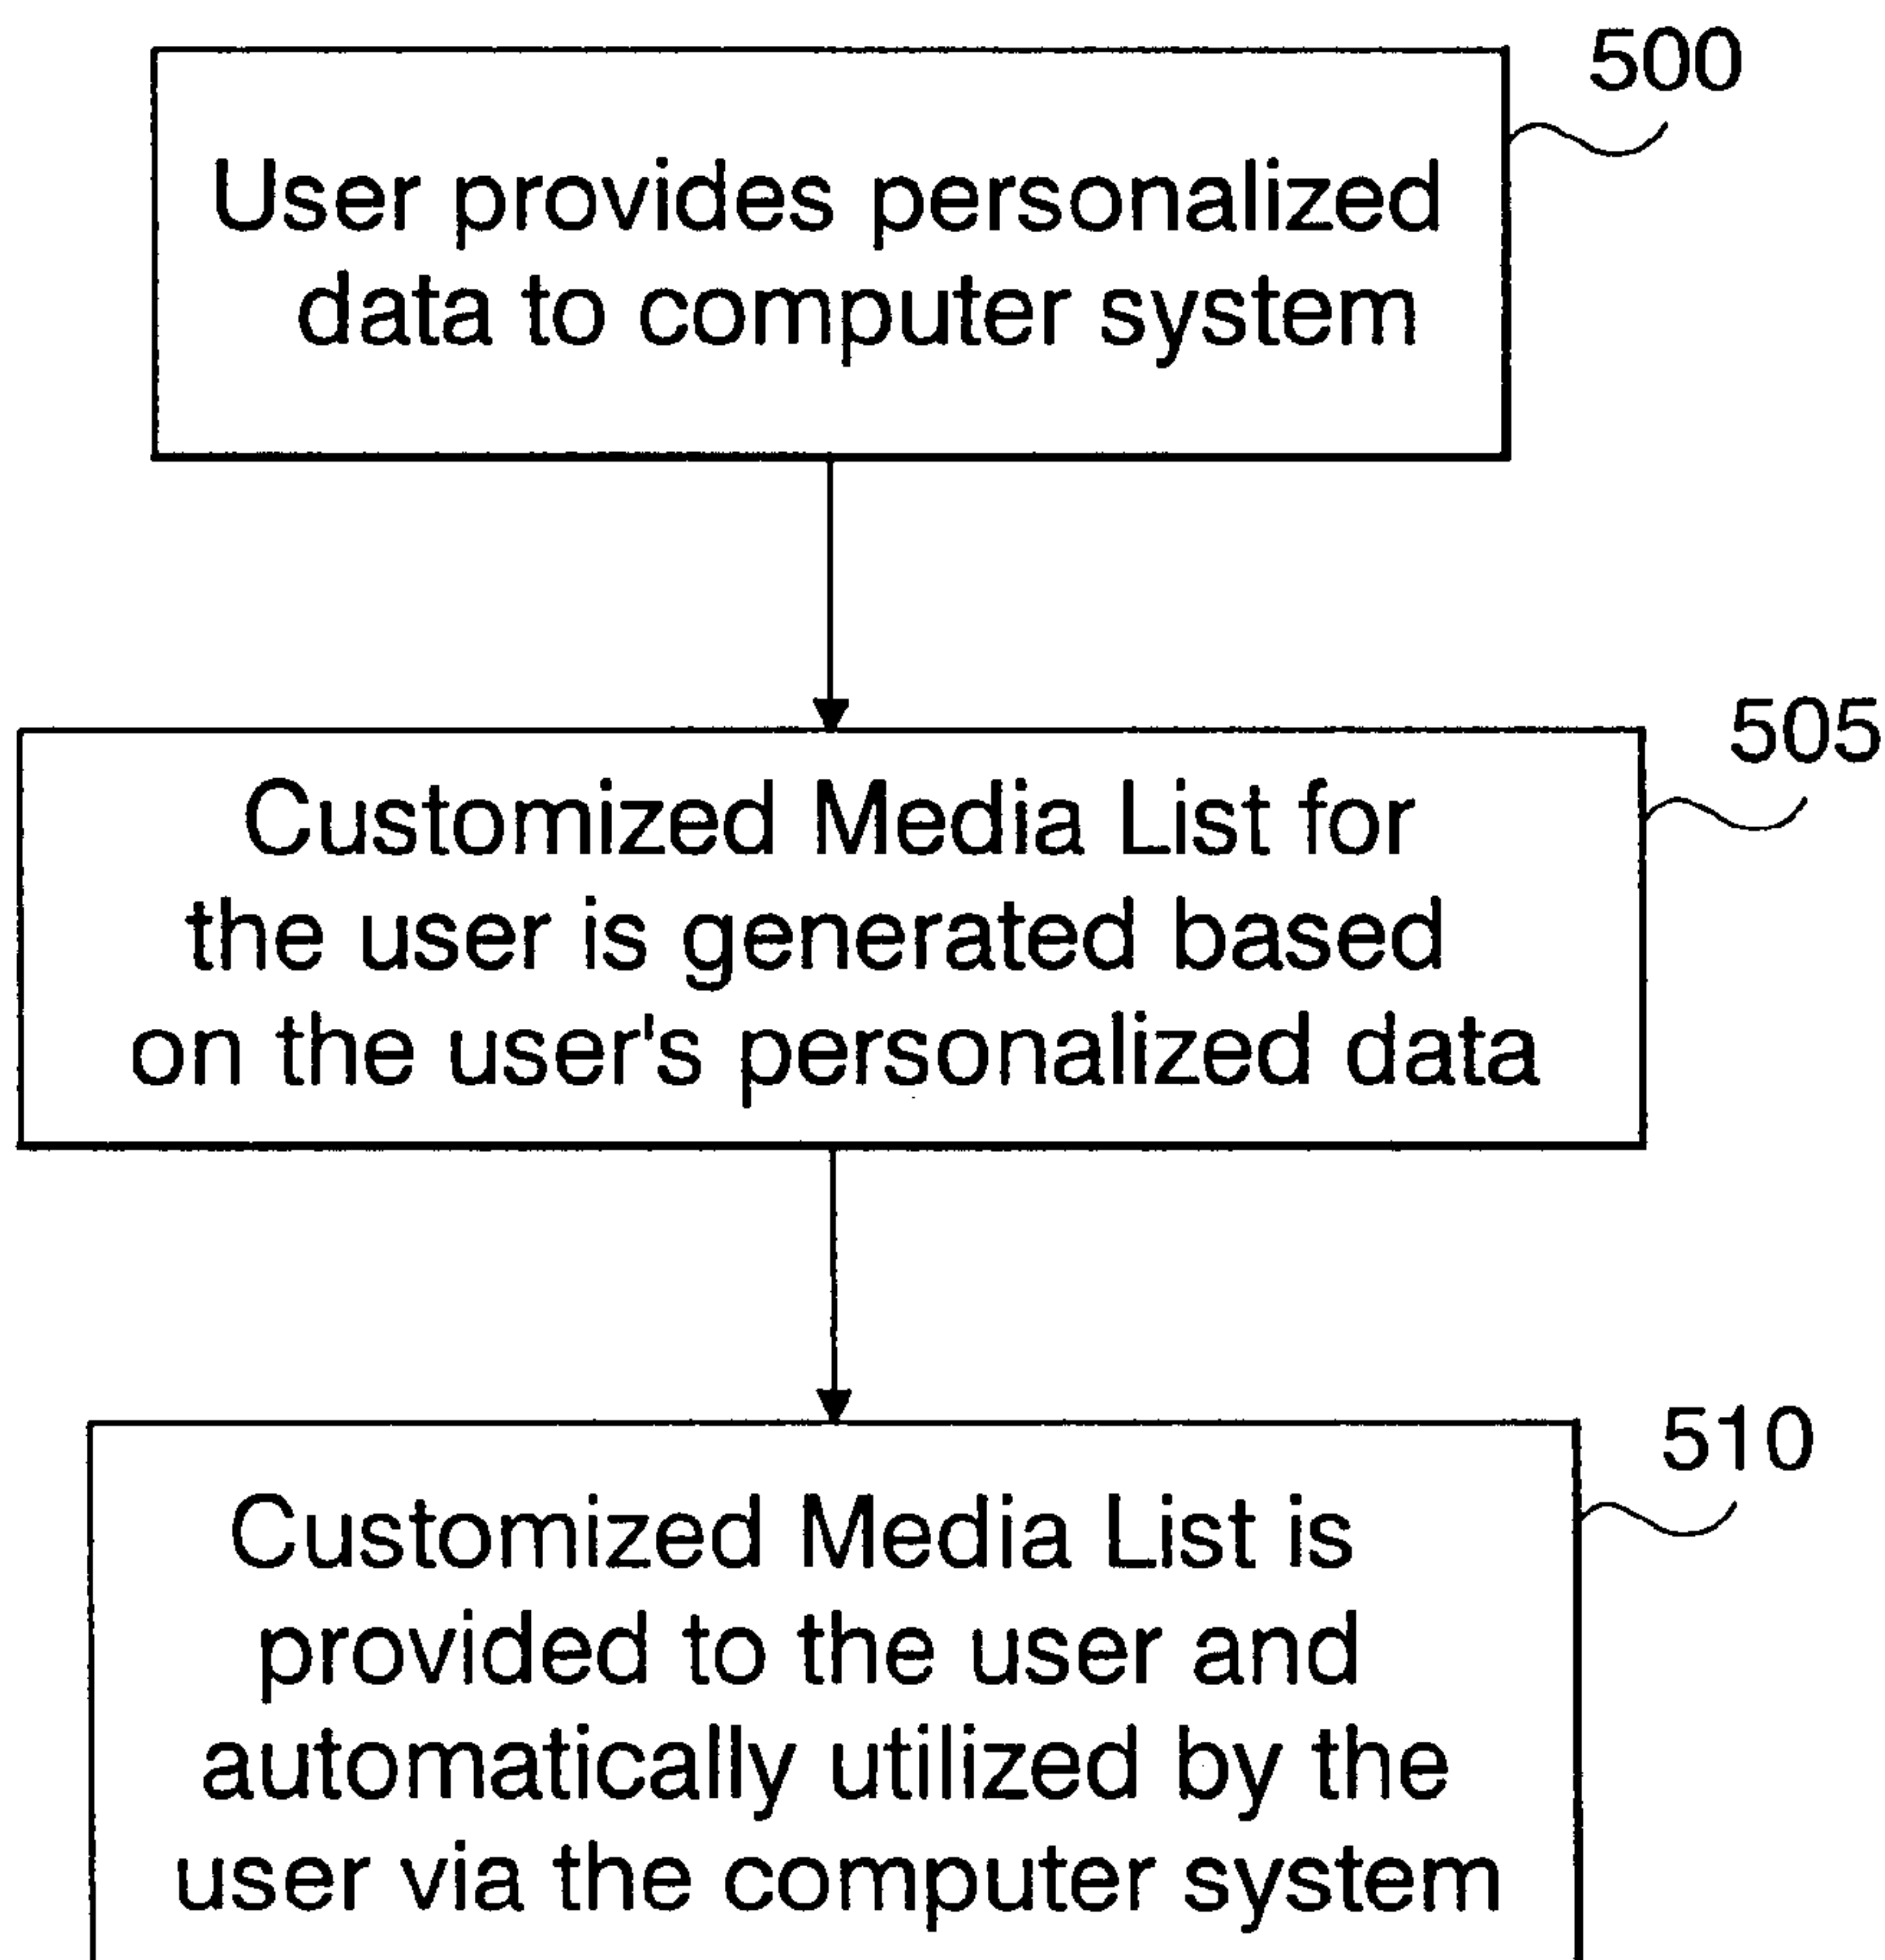 500
User provides personalized
data to computer system
505
Customized Media List for
the user is generated based
on the user's personalized data
510
Customized Media List is
provided to the user and
automatically utilized by the
user via the computer system